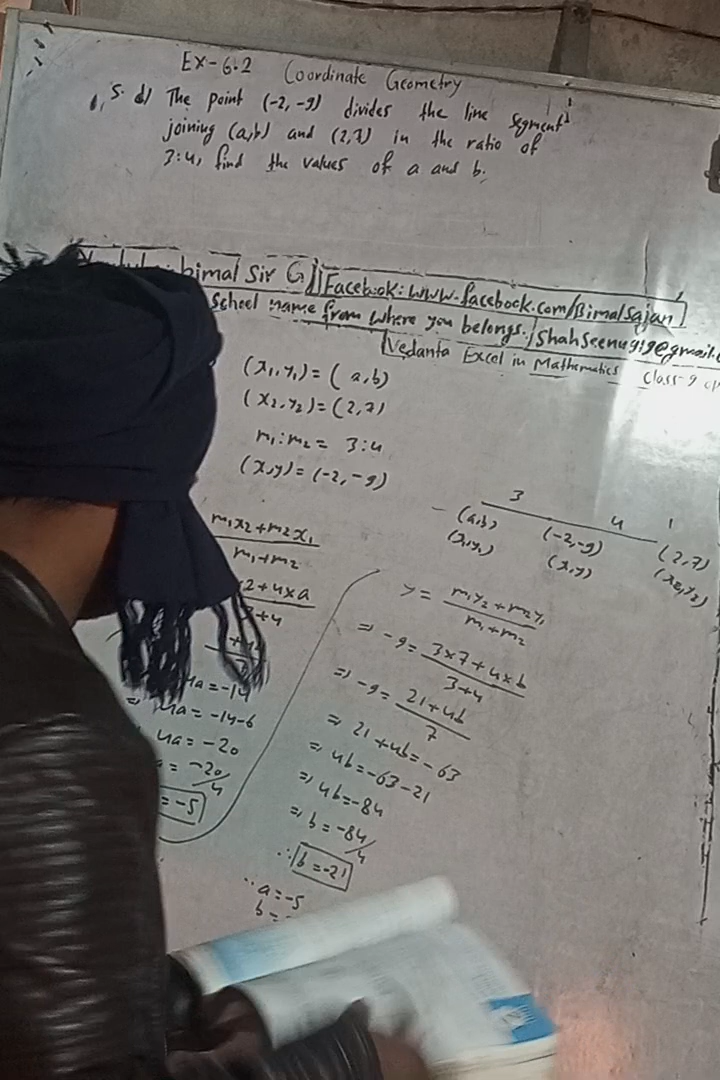 Ex-6.2 Coordinate Geometry
1, 5. d) The point (-2, -9) divides the line segment
joining (a,b) and (2,7) in the ratio of
3:4, find the values of a and b.
bimal Sir G Facebook: www.facebook.com/Bimalsajan
School name from where you belongs.
Vedanta Excel in Mathematics Class-9
(x₁,y₁) = (a,b)
(x₂,y₂) = (2,7)
m₁:m₂ = 3:4
(x,y) = (-2,-9)
3 4
(a,b) (-2,-9) (2,7)
(x₁,y₁) (x,y) (x₂,y₂)
m₁x₂+m₂x₁
m₁+m₂
2+4×a
+4
4a = -14
⇒ 4a = -14-6
4a = -20
= -20/4
= -5
y = m₁y₂+m₂y₁
m₁+m₂
⇒ -9 = 3×7+4×b
3+4
⇒ -9 = 21+4b
7
⇒ 21+4b = -63
⇒ 4b = -63-21
⇒ 4b = -84
⇒ b = -84/4
∴ b = -21
∴ a = -5
b =